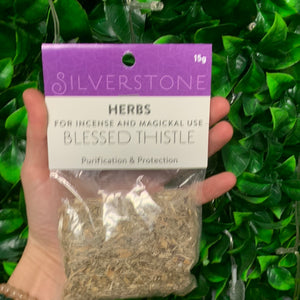 15g
SILVERSTONE
HERBS
FOR INCENSE AND MAGICKAL USE
BLESSED THISTLE
Purification & Protection